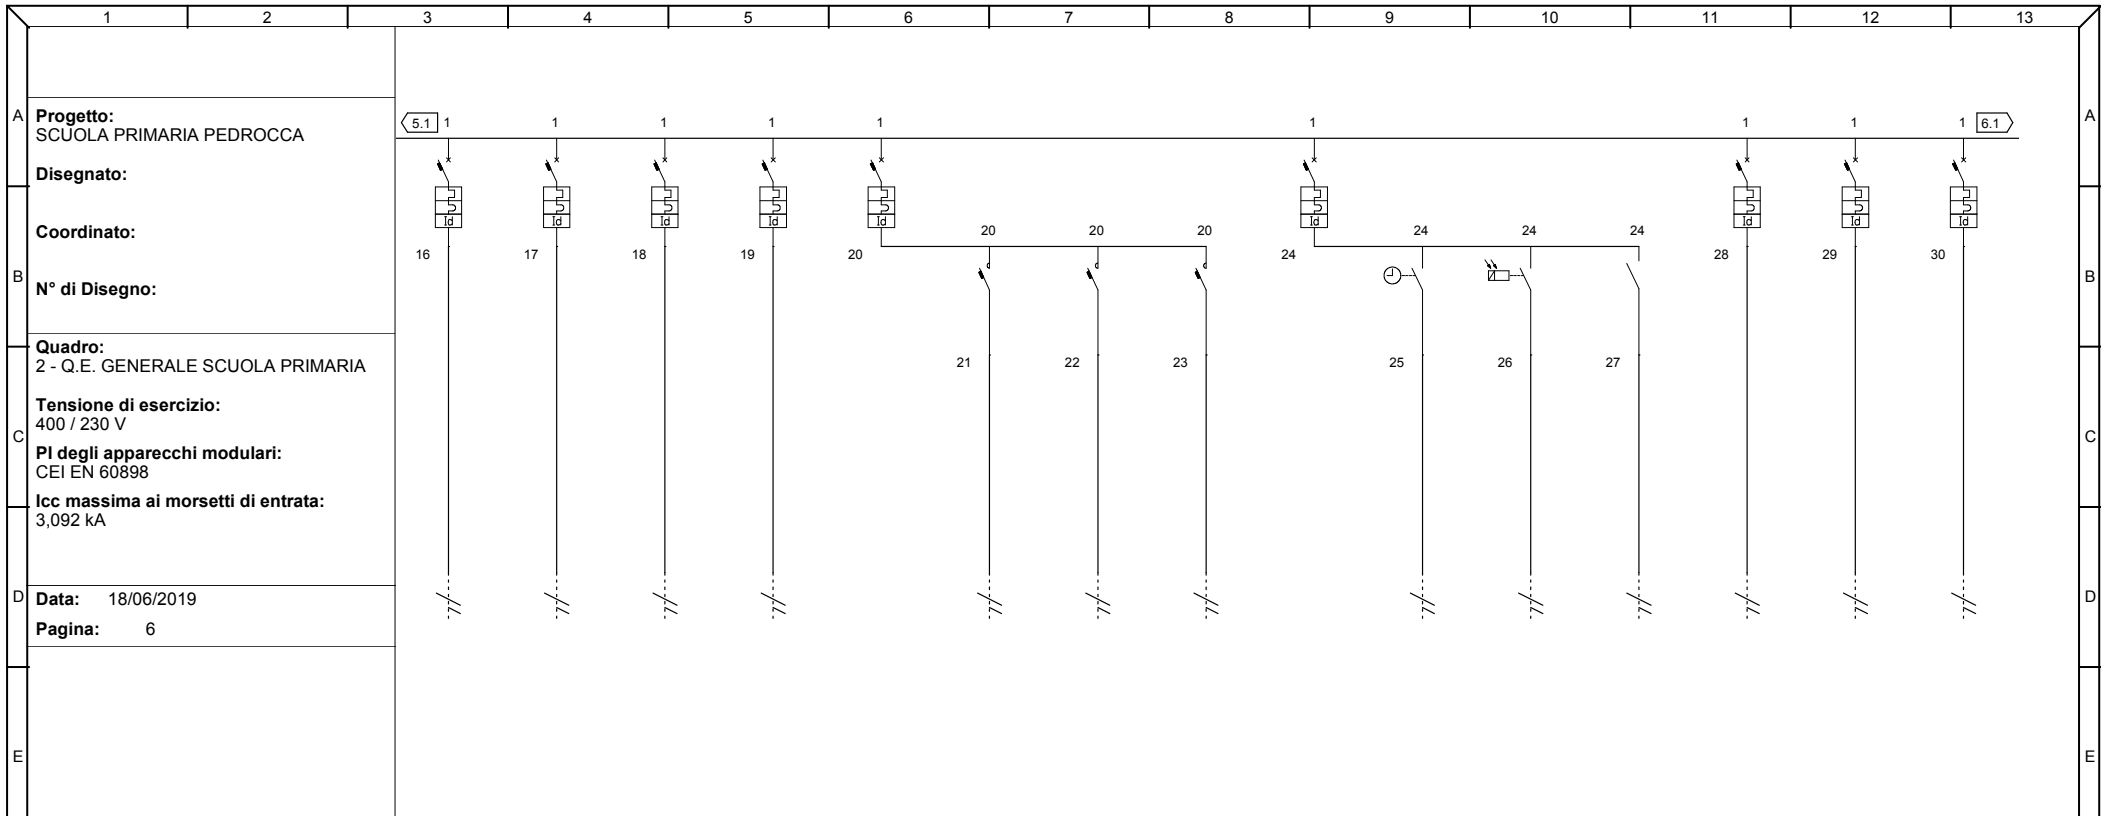 1 2 3 4 5 6 7 8 9 10 11 12 13
A A
Progetto:
SCUOLA PRIMARIA PEDROCCA
Disegnato:
Coordinato:
N° di Disegno:
Quadro:
2 - Q.E. GENERALE SCUOLA PRIMARIA
Tensione di esercizio:
400 / 230 V
PI degli apparecchi modulari:
CEI EN 60898
Icc massima ai morsetti di entrata:
3,092 kA
Data: 18/06/2019
Pagina: 6
5.1 1 1 1 1 1 1 1 1 1 6.1
Id Id Id Id Id Id Id Id Id
20 20 20 24 24 24
16 17 18 19 20 24 28 29 30
B B
21 22 23 25 26 27
C C
D D
E E